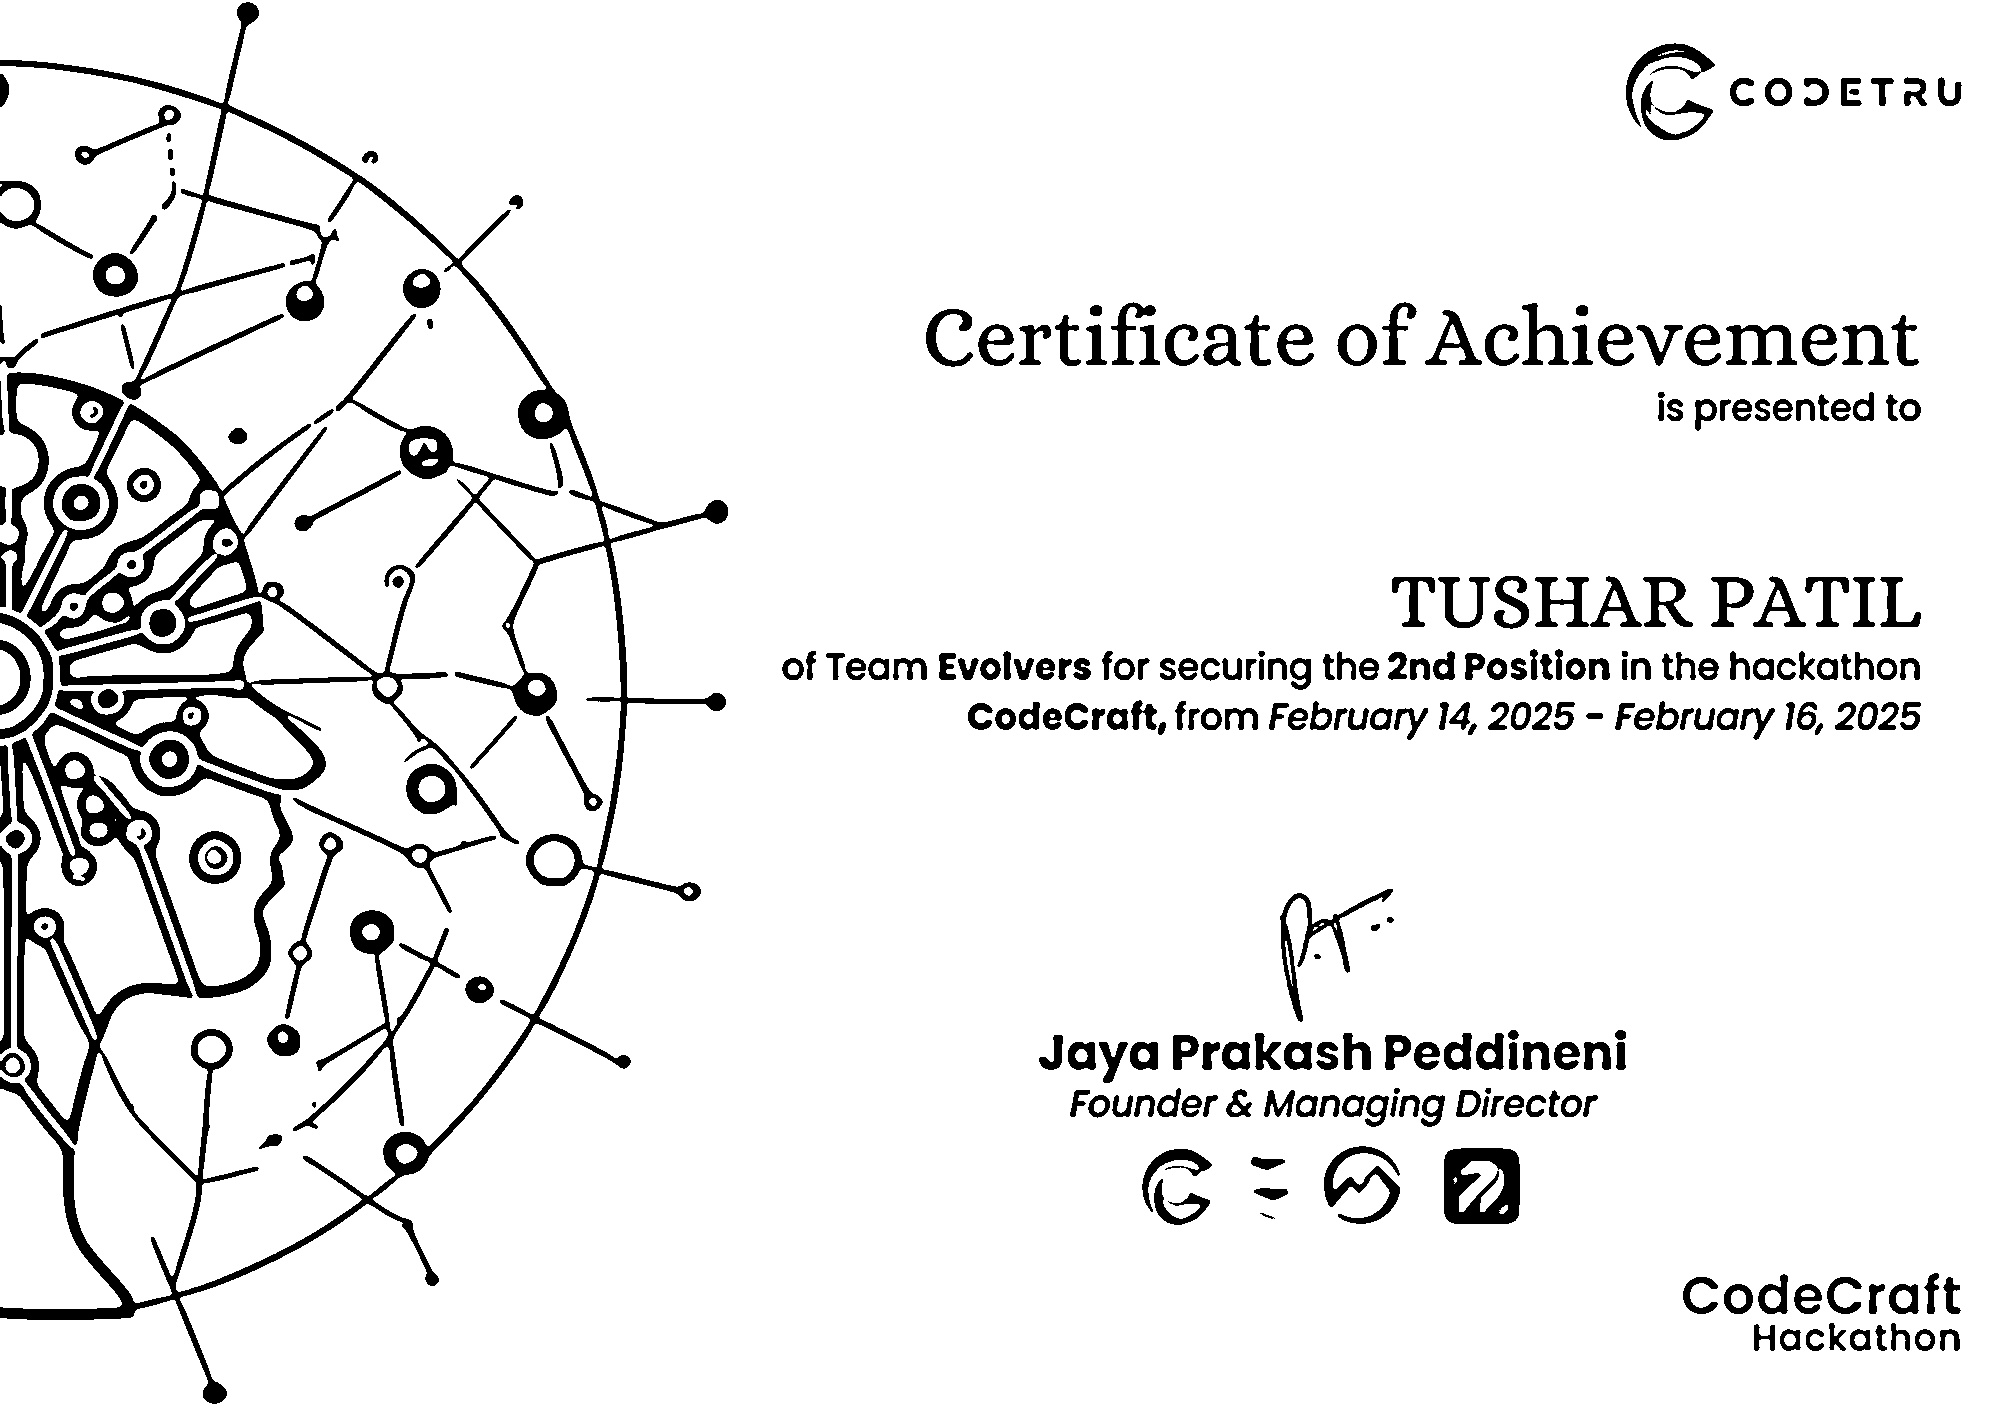 CODETRU
Certificate of Achievement
is presented to
TUSHAR PATIL
of Team Evolvers for securing the 2nd Position in the hackathon
CodeCraft, from February 14, 2025 - February 16, 2025
Jaya Prakash Peddineni
Founder & Managing Director
CodeCraft
Hackathon